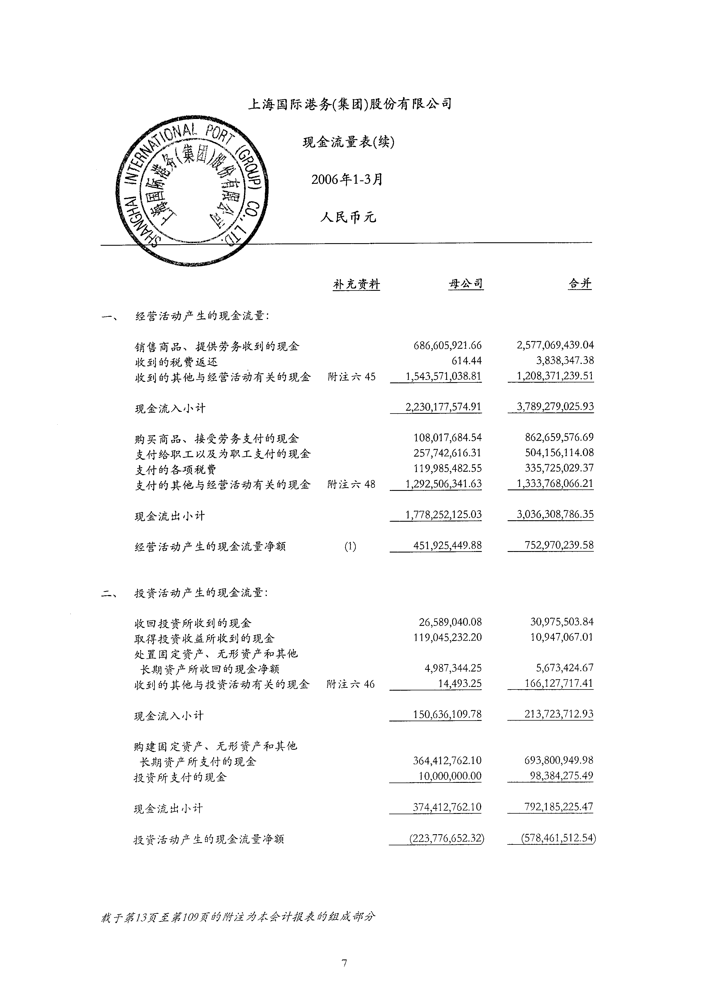 上海国际港务(集团)股份有限公司
SHANGHAI INTERNATIONAL PORT (GROUP) CO., LTD.
上海国际港务(集团)股份有限公司
现金流量表(续)
2006年1-3月
人民币元
补充资料 母公司 合并
一、 经营活动产生的现金流量:
销售商品、提供劳务收到的现金 686,605,921.66 2,577,069,439.04
收到的税费返还 614.44 3,838,347.38
收到的其他与经营活动有关的现金 附注六 45 1,543,571,038.81 1,208,371,239.51
现金流入小计 2,230,177,574.91 3,789,279,025.93
购买商品、接受劳务支付的现金 108,017,684.54 862,659,576.69
支付给职工以及为职工支付的现金 257,742,616.31 504,156,114.08
支付的各项税费 119,985,482.55 335,725,029.37
支付的其他与经营活动有关的现金 附注六 48 1,292,506,341.63 1,333,768,066.21
现金流出小计 1,778,252,125.03 3,036,308,786.35
经营活动产生的现金流量净额 (1) 451,925,449.88 752,970,239.58
二、 投资活动产生的现金流量:
收回投资所收到的现金 26,589,040.08 30,975,503.84
取得投资收益所收到的现金 119,045,232.20 10,947,067.01
处置固定资产、无形资产和其他
长期资产所收回的现金净额 4,987,344.25 5,673,424.67
收到的其他与投资活动有关的现金 附注六 46 14,493.25 166,127,717.41
现金流入小计 150,636,109.78 213,723,712.93
购建固定资产、无形资产和其他
长期资产所支付的现金 364,412,762.10 693,800,949.98
投资所支付的现金 10,000,000.00 98,384,275.49
现金流出小计 374,412,762.10 792,185,225.47
投资活动产生的现金流量净额 (223,776,652.32) (578,461,512.54)
载于第13页至第109页的附注为本会计报表的组成部分
7